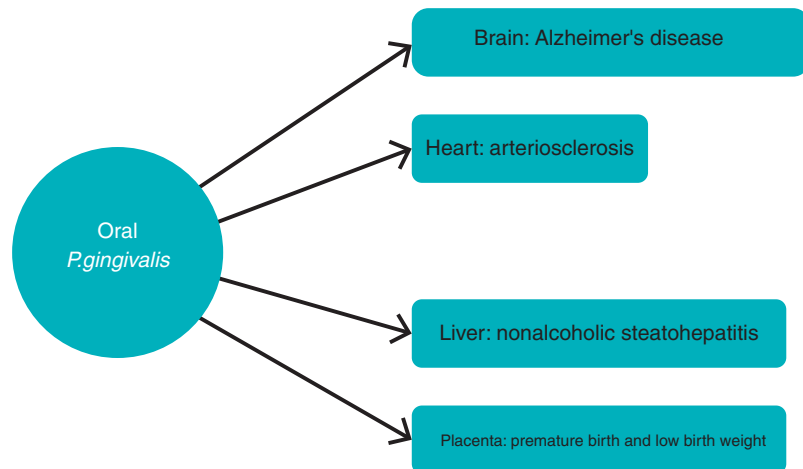 Brain: Alzheimer's disease
Heart: arteriosclerosis
Oral
P.gingivalis
Liver: nonalcoholic steatohepatitis
Placenta: premature birth and low birth weight